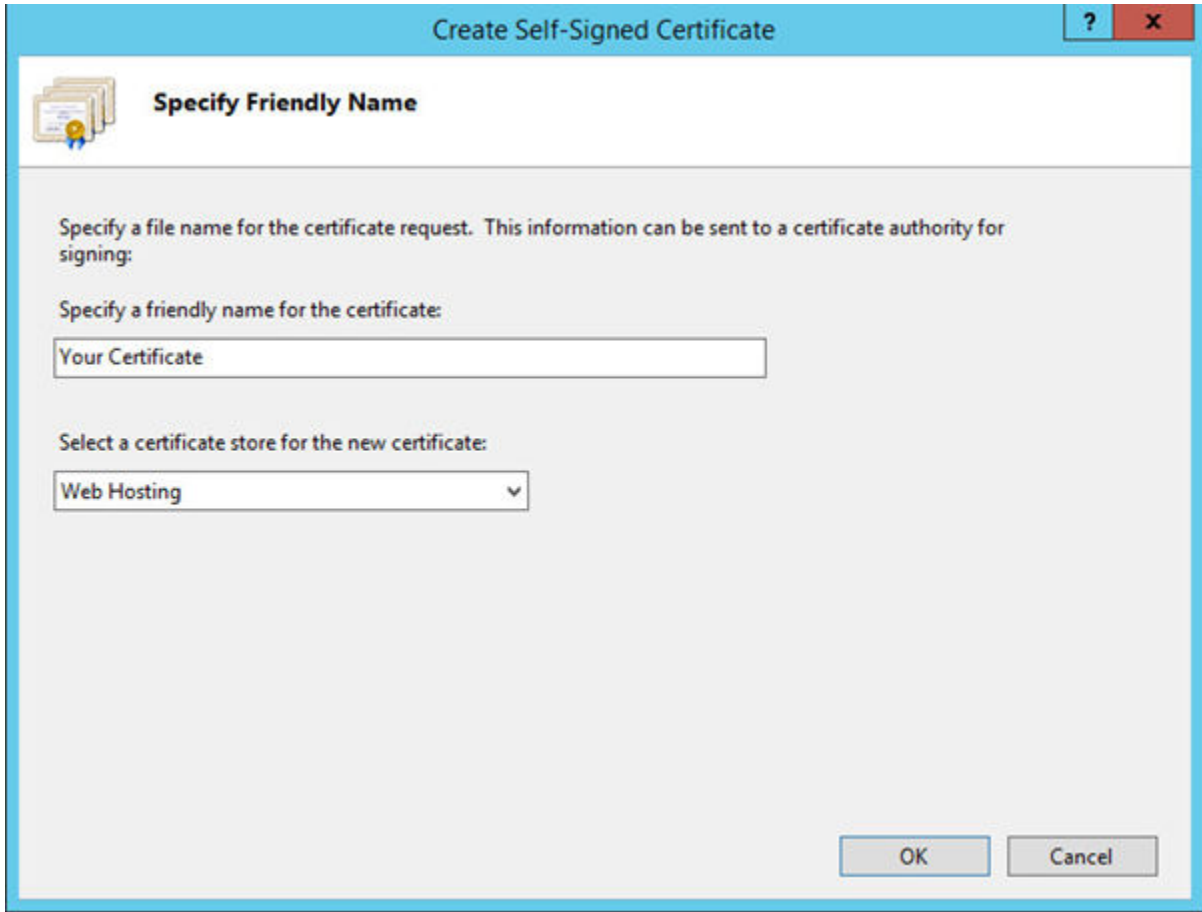 Create Self-Signed Certificate
? x
Specify Friendly Name
Specify a file name for the certificate request.  This information can be sent to a certificate authority for
signing:
Specify a friendly name for the certificate:
Your Certificate
Select a certificate store for the new certificate:
Web Hosting
OK Cancel